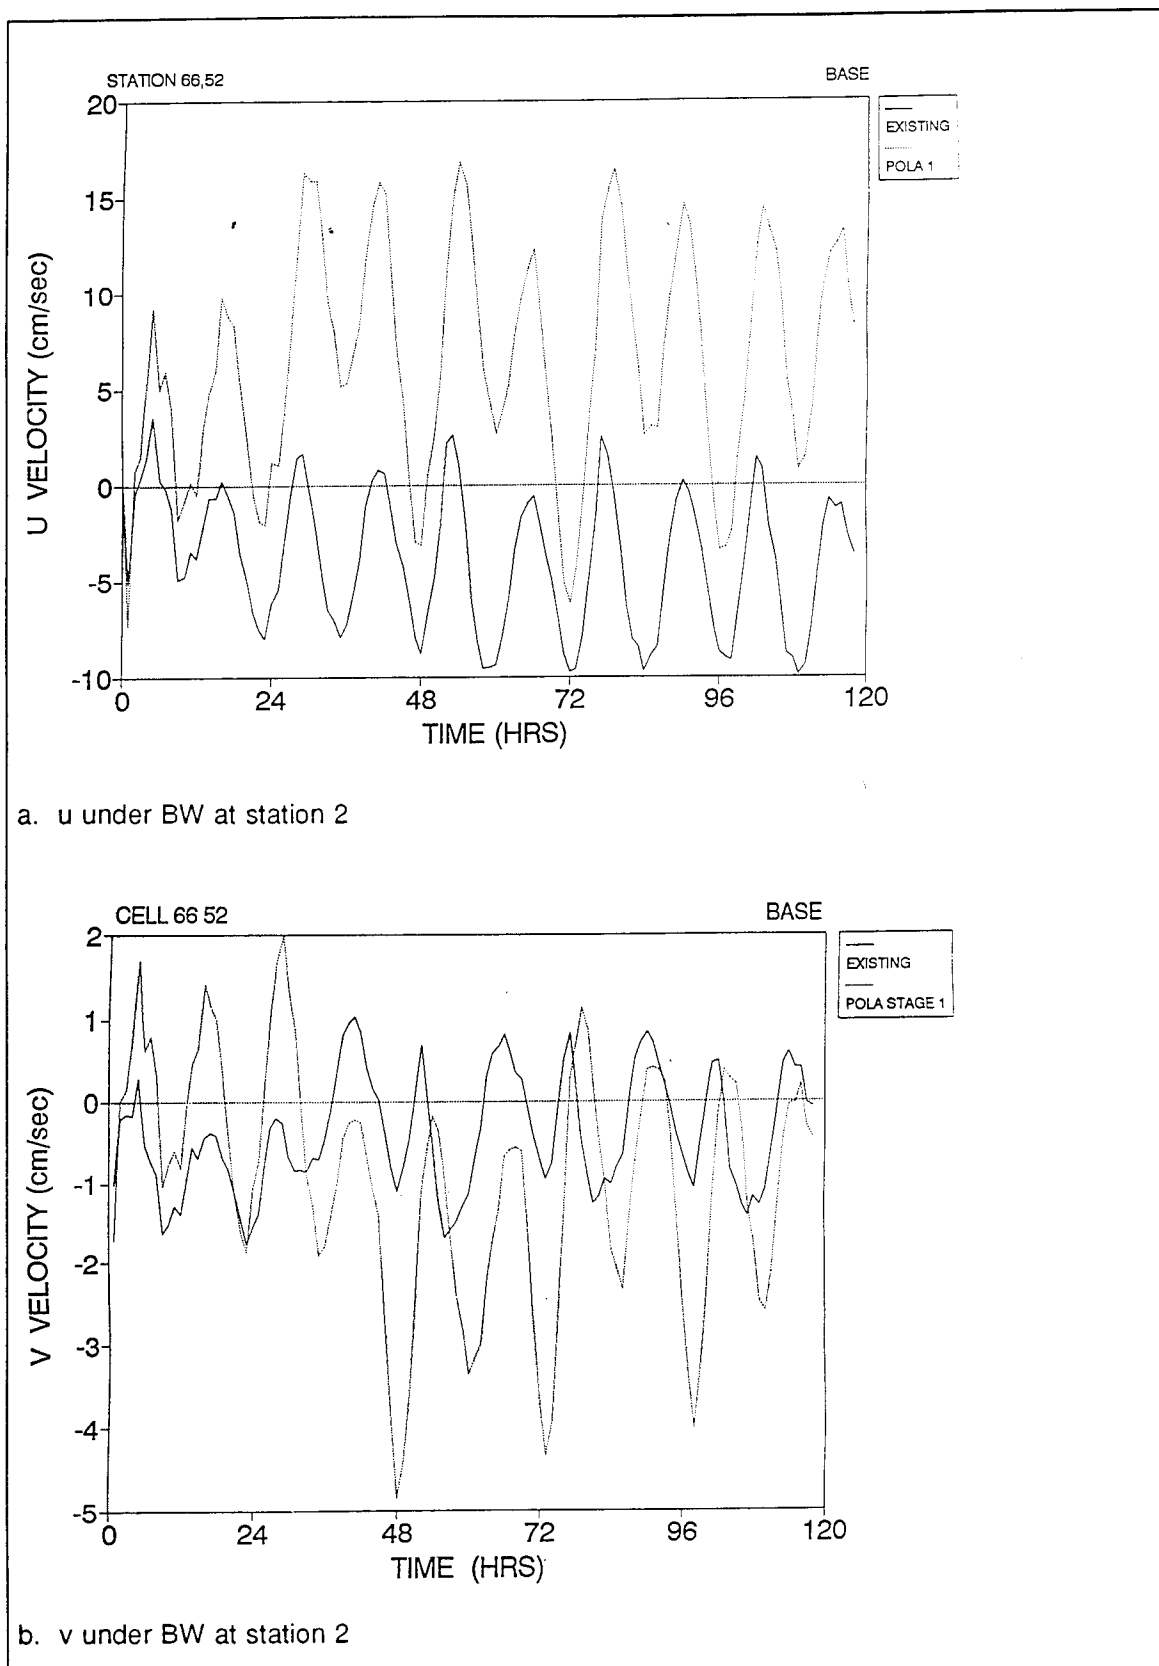 STATION 66,52
BASE
EXISTING
POLA 1
20
15
10
5
0
-5
-10
U VELOCITY (cm/sec)
0 24 48 72 96 120
TIME (HRS)
a. u under BW at station 2
CELL 66 52
BASE
EXISTING
POLA STAGE 1
2
1
0
-1
-2
-3
-4
-5
V VELOCITY (cm/sec)
0 24 48 72 96 120
TIME (HRS)
b. v under BW at station 2